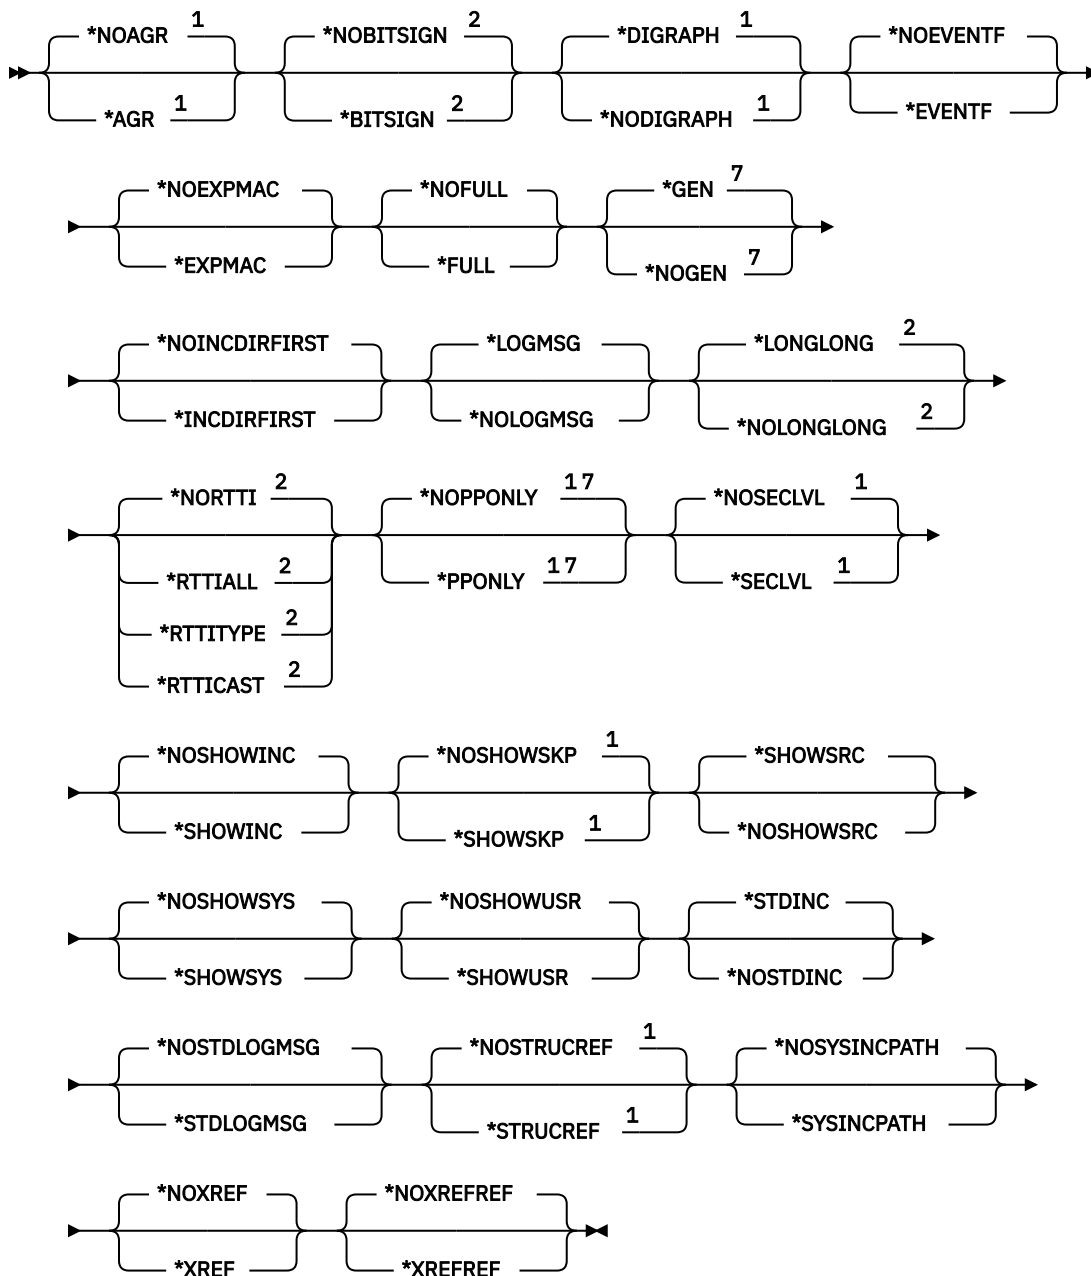 *NOAGR 1 *NOBITSIGN 2 *DIGRAPH 1 *NOEVENTF
*AGR 1 *BITSIGN 2 *NODIGRAPH 1 *EVENTF
*NOEXPMAC *NOFULL *GEN 7
*EXPMAC *FULL *NOGEN 7
*NOINCDIRFIRST *LOGMSG *LONGLONG 2
*INCDIRFIRST *NOLOGMSG *NOLONGLONG 2
*NORTTI 2 *NOPPONLY 1 7 *NOSECLVL 1
*RTTIALL 2 *PPONLY 1 7 *SECLVL 1
*RTTITYPE 2
*RTTICAST 2
*NOSHOWINC *NOSHOWSKP 1 *SHOWSRC
*SHOWINC *SHOWSKP 1 *NOSHOWSRC
*NOSHOWSYS *NOSHOWUSR *STDINC
*SHOWSYS *SHOWUSR *NOSTDINC
*NOSTDLOGMSG *NOSTRUCREF 1 *NOSYSINCPATH
*STDLOGMSG *STRUCREF 1 *SYSINCPATH
*NOXREF *NOXREFREF
*XREF *XREFREF